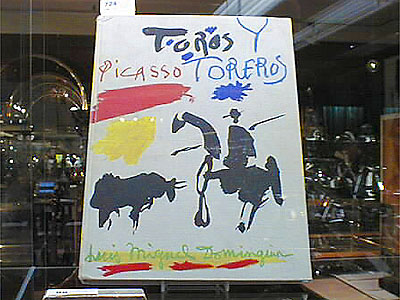 TOROS Y
PICASSO TOREROS
Luis Miguel Dominguin